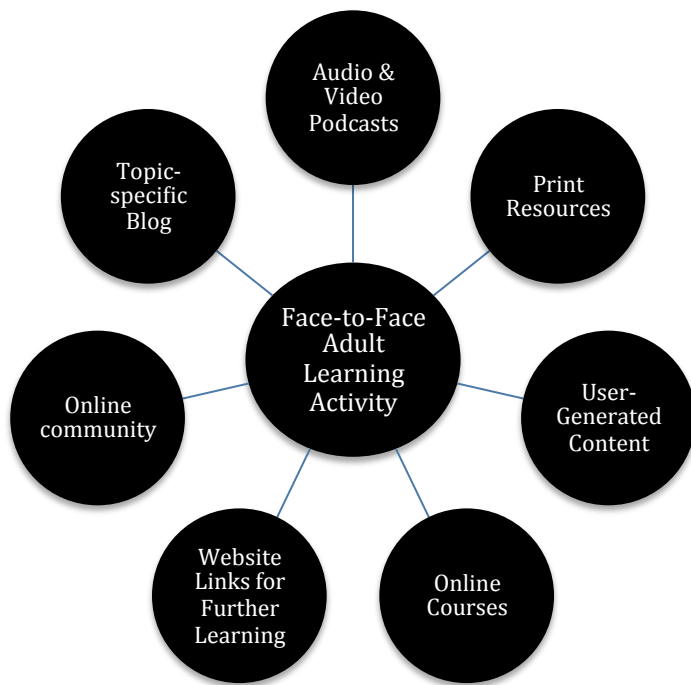 Audio &
Video
Podcasts
Print
Resources
User-
Generated
Content
Online
Courses
Website
Links for
Further
Learning
Online
community
Topic-
specific
Blog
Face-to-Face
Adult
Learning
Activity